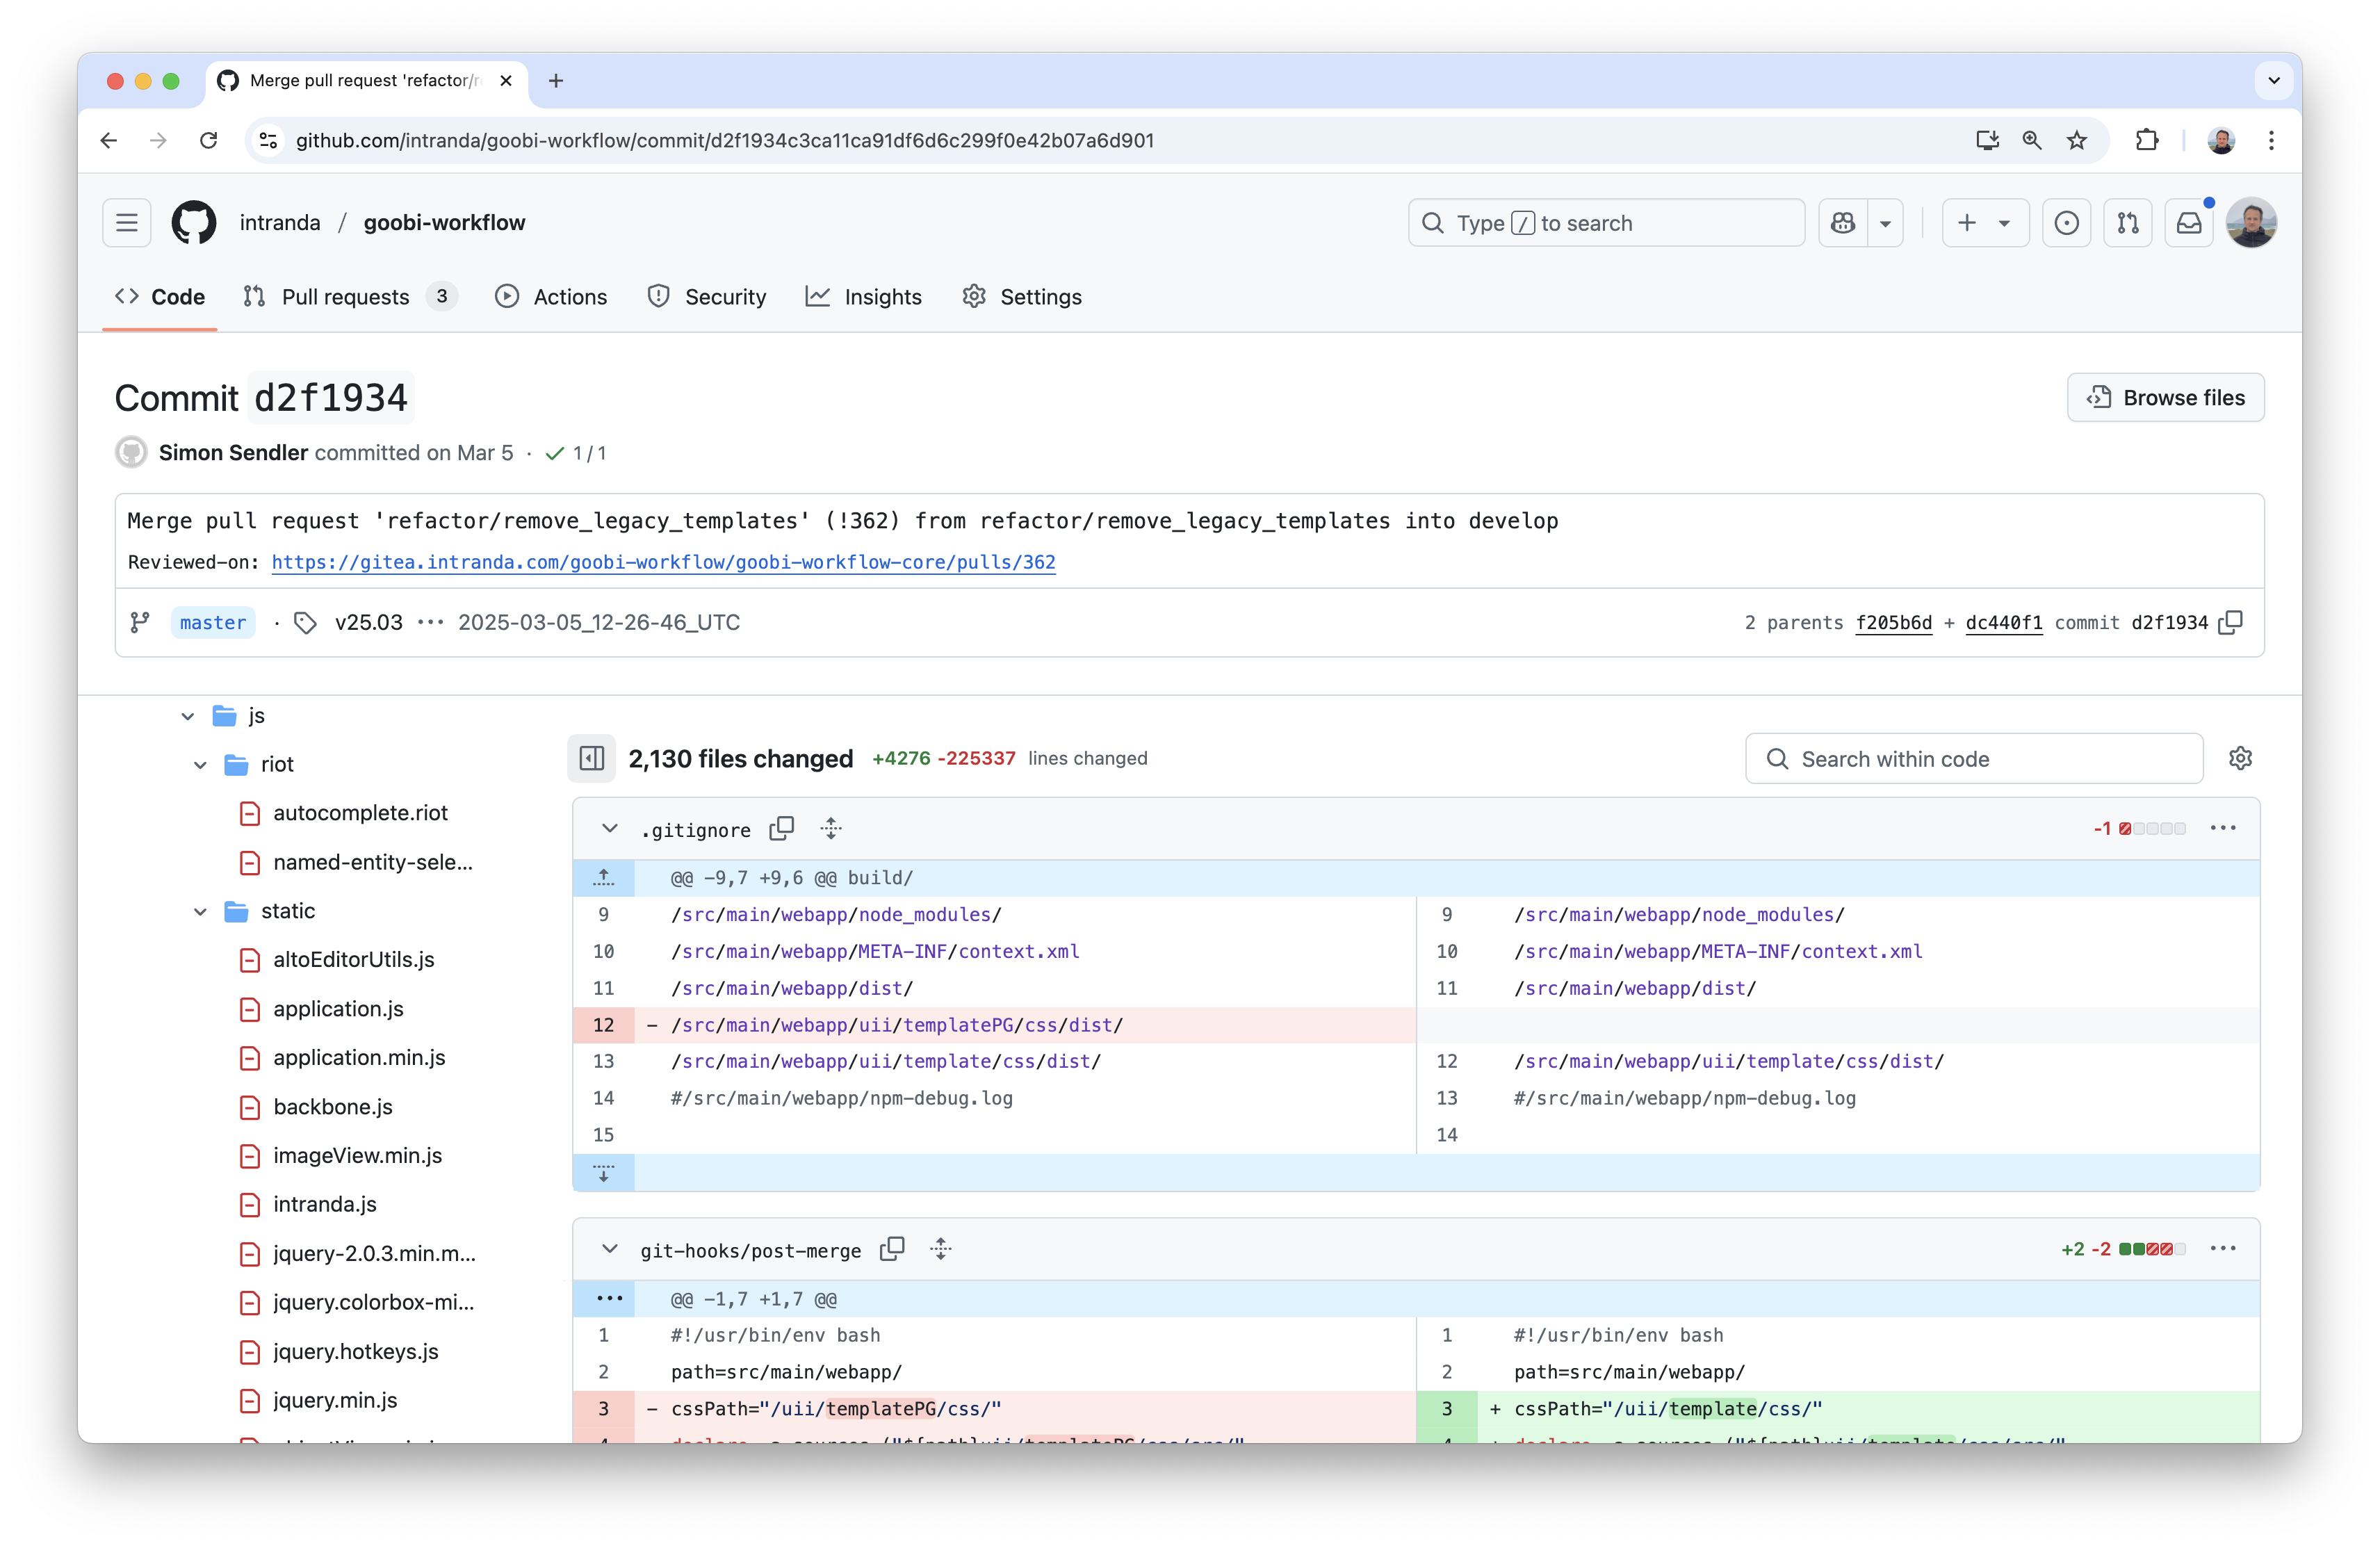 Merge pull request 'refactor/r
github.com/intranda/goobi-workflow/commit/d2f1934c3ca11ca91df6d6c299f0e42b07a6d901
intranda / goobi-workflow
Type / to search
Code Pull requests 3 Actions Security Insights Settings
Commit d2f1934
Browse files
Simon Sendler committed on Mar 5 · 1 / 1
Merge pull request 'refactor/remove_legacy_templates' (!362) from refactor/remove_legacy_templates into develop
Reviewed-on: https://gitea.intranda.com/goobi-workflow/goobi-workflow-core/pulls/362
master · v25.03 ··· 2025-03-05_12-26-46_UTC
2 parents f205b6d + dc440f1 commit d2f1934
js
riot
autocomplete.riot
named-entity-sele...
static
altoEditorUtils.js
application.js
application.min.js
backbone.js
imageView.min.js
intranda.js
jquery-2.0.3.min.m...
jquery.colorbox-mi...
jquery.hotkeys.js
jquery.min.js
2,130 files changed +4276 -225337 lines changed
Search within code
.gitignore
-1
@@ -9,7 +9,6 @@ build/
9 /src/main/webapp/node_modules/ 9 /src/main/webapp/node_modules/
10 /src/main/webapp/META-INF/context.xml 10 /src/main/webapp/META-INF/context.xml
11 /src/main/webapp/dist/ 11 /src/main/webapp/dist/
12 - /src/main/webapp/uii/templatePG/css/dist/
13 /src/main/webapp/uii/template/css/dist/ 12 /src/main/webapp/uii/template/css/dist/
14 #/src/main/webapp/npm-debug.log 13 #/src/main/webapp/npm-debug.log
15 14
git-hooks/post-merge
+2 -2
@@ -1,7 +1,7 @@
1 #!/usr/bin/env bash 1 #!/usr/bin/env bash
2 path=src/main/webapp/ 2 path=src/main/webapp/
3 - cssPath="/uii/templatePG/css/" 3 + cssPath="/uii/template/css/"